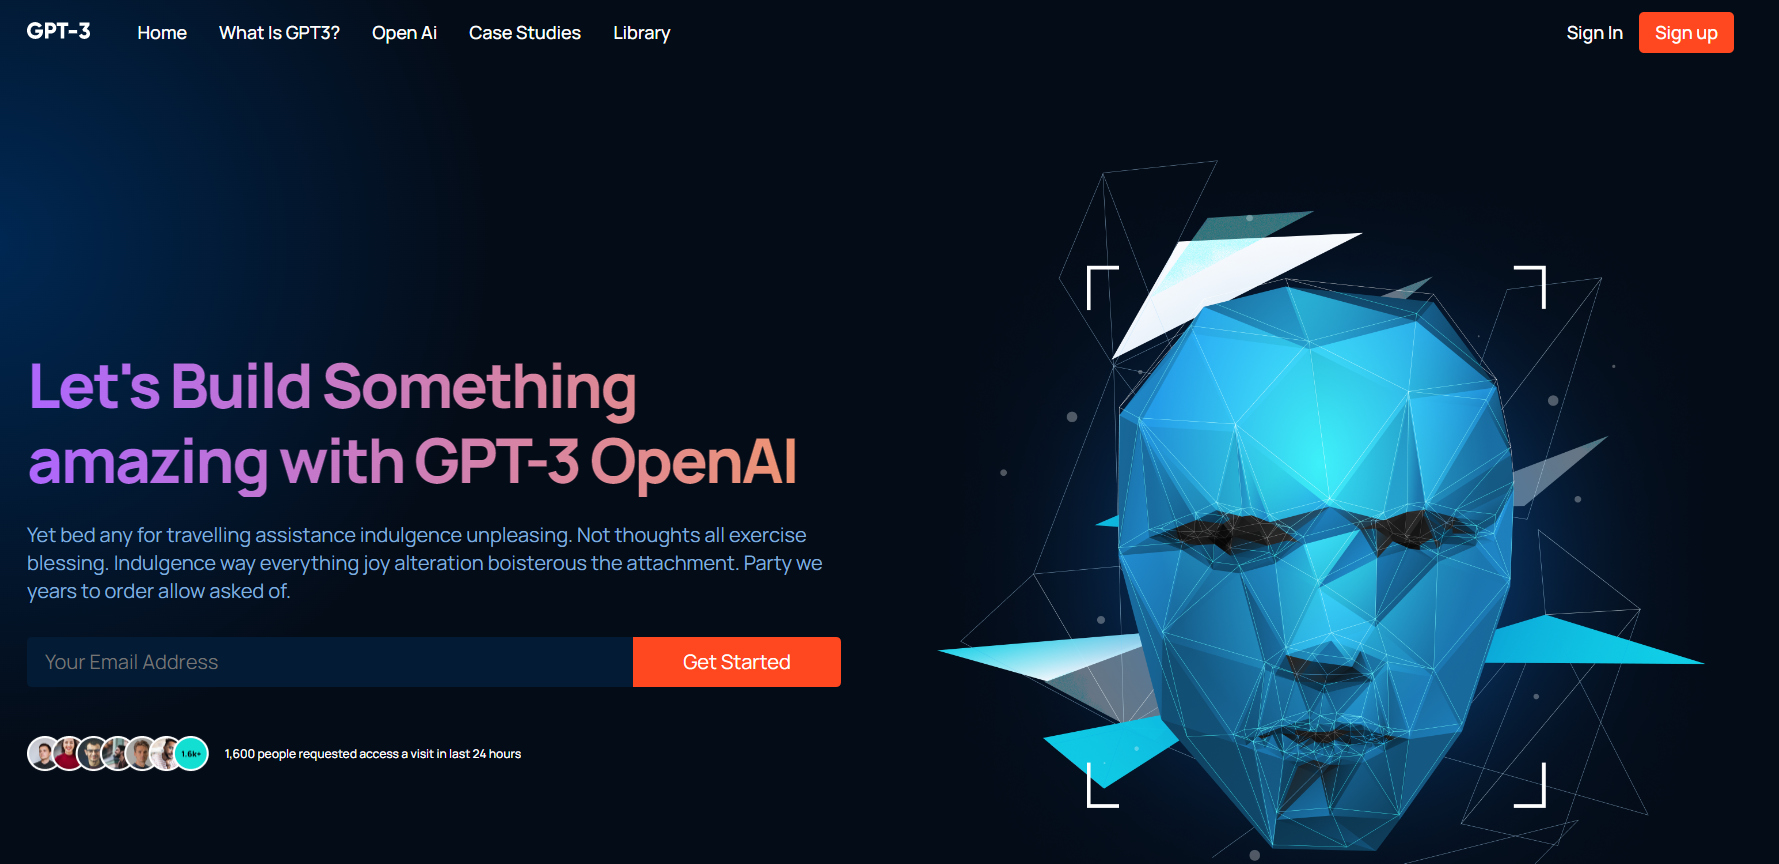 GPT-3
Home
What Is GPT3?
Open Ai
Case Studies
Library
Sign In
Sign up
Let's Build Something
amazing with GPT-3 OpenAI
Yet bed any for travelling assistance indulgence unpleasing. Not thoughts all exercise
blessing. Indulgence way everything joy alteration boisterous the attachment. Party we
years to order allow asked of.
Your Email Address
Get Started
1.6k+
1,600 people requested access a visit in last 24 hours